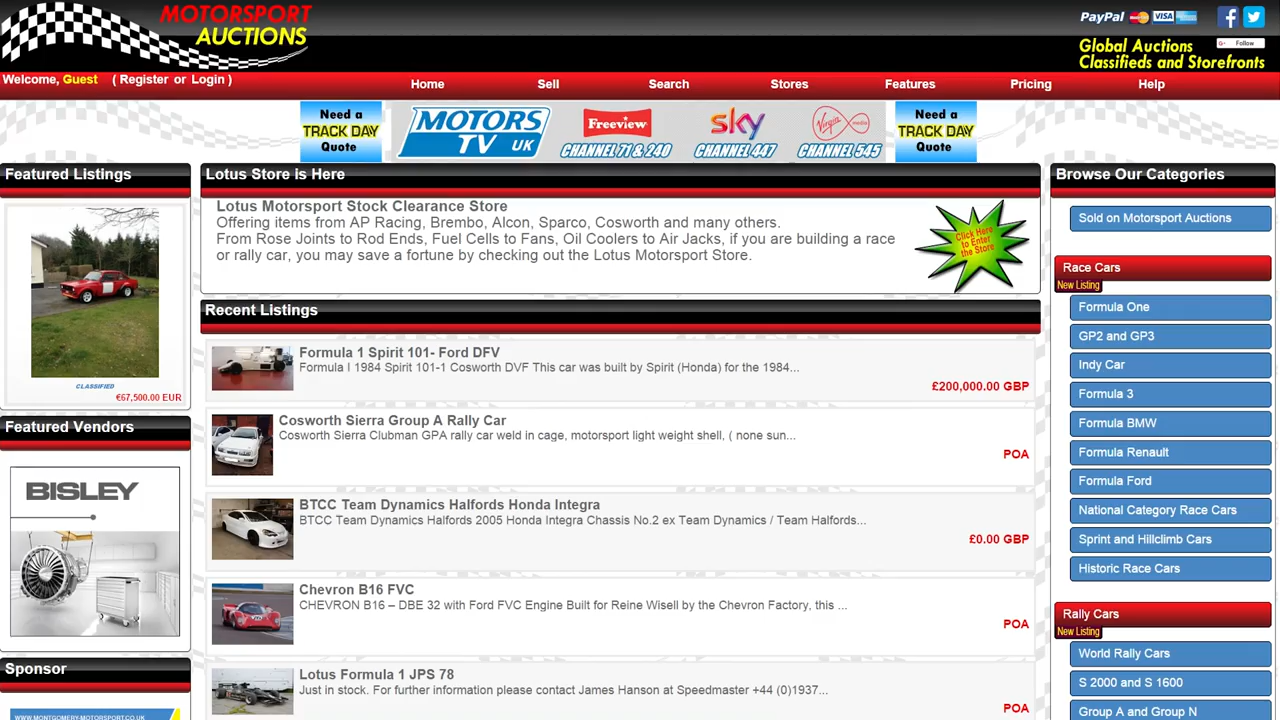 MOTORSPORT
AUCTIONS
PayPal VISA
Follow
Global Auctions
Classifieds and Storefronts
Welcome, Guest ( Register or Login )
Home Sell Search Stores Features Pricing Help
Need a
TRACK DAY
Quote
MOTORS
TV UK
Freeview
CHANNEL 71 & 240
sky
CHANNEL 447
Virgin media
CHANNEL 545
Need a
TRACK DAY
Quote
Featured Listings
CLASSIFIED
€67,500.00 EUR
Featured Vendors
BISLEY
Sponsor
WWW.MONTGOMERY-MOTORSPORT.CO.UK
Lotus Store is Here
Lotus Motorsport Stock Clearance Store
Offering items from AP Racing, Brembo, Alcon, Sparco, Cosworth and many others.
From Rose Joints to Rod Ends, Fuel Cells to Fans, Oil Coolers to Air Jacks, if you are building a race
or rally car, you may save a fortune by checking out the Lotus Motorsport Store.
Click Here
to Enter
the Store
Recent Listings
Formula 1 Spirit 101- Ford DFV
Formula I 1984 Spirit 101-1 Cosworth DVF This car was built by Spirit (Honda) for the 1984...
£200,000.00 GBP
Cosworth Sierra Group A Rally Car
Cosworth Sierra Clubman GPA rally car weld in cage, motorsport light weight shell, ( none sun...
POA
BTCC Team Dynamics Halfords Honda Integra
BTCC Team Dynamics Halfords 2005 Honda Integra Chassis No.2 ex Team Dynamics / Team Halfords...
£0.00 GBP
Chevron B16 FVC
CHEVRON B16 – DBE 32 with Ford FVC Engine Built for Reine Wisell by the Chevron Factory, this ...
POA
Lotus Formula 1 JPS 78
Just in stock. For further information please contact James Hanson at Speedmaster +44 (0)1937...
POA
Browse Our Categories
Sold on Motorsport Auctions
Race Cars
New Listing
Formula One
GP2 and GP3
Indy Car
Formula 3
Formula BMW
Formula Renault
Formula Ford
National Category Race Cars
Sprint and Hillclimb Cars
Historic Race Cars
Rally Cars
New Listing
World Rally Cars
S 2000 and S 1600
Group A and Group N